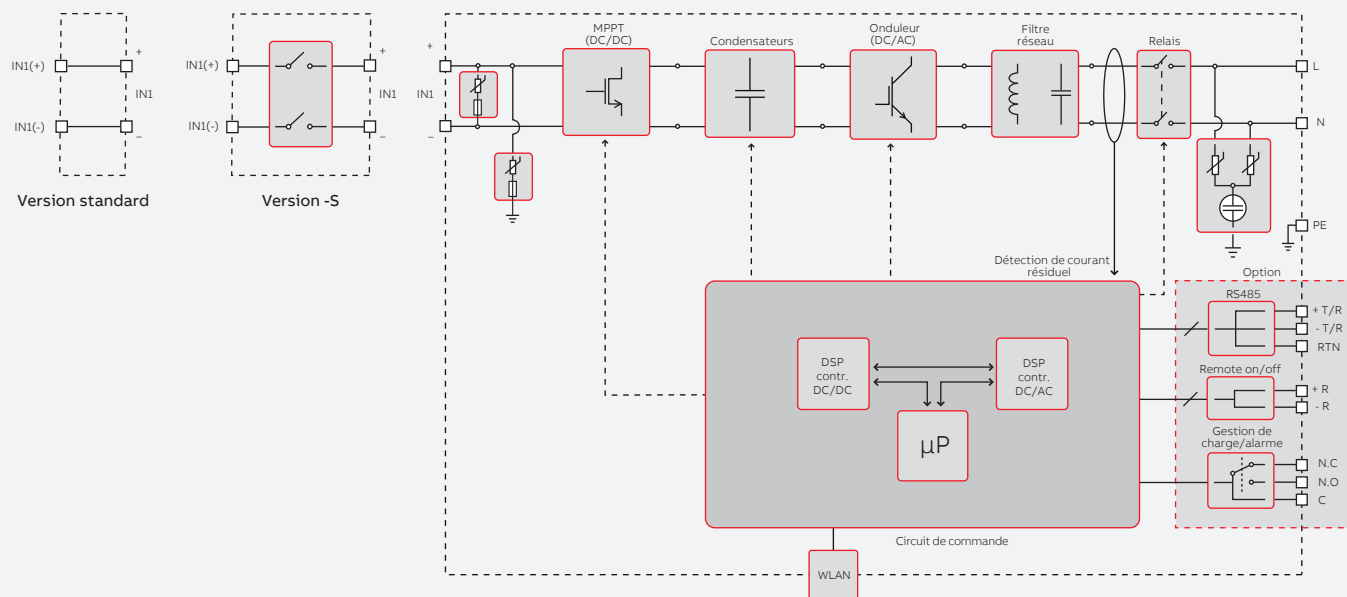 IN1(+)
+
IN1
IN1(-)
–
Version standard
IN1(+)
+
IN1
IN1(-)
–
Version -S
+
IN1
–
MPPT
(DC/DC)
Condensateurs
Onduleur
(DC/AC)
Filtre
réseau
Relais
L
N
PE
Détection de courant
résiduel
Option
RS485
+ T/R
- T/R
RTN
Remote on/off
+ R
- R
Gestion de
charge/alarme
N.C
N.O
C
DSP
contr.
DC/DC
DSP
contr.
DC/AC
µP
Circuit de commande
WLAN